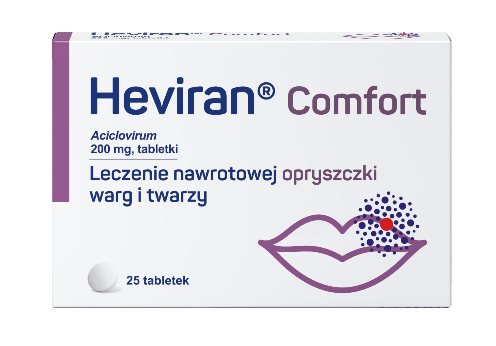 Heviran® Comfort
Aciclovirum
200 mg, tabletki
Leczenie nawrotowej opryszczki
warg i twarzy
25 tabletek